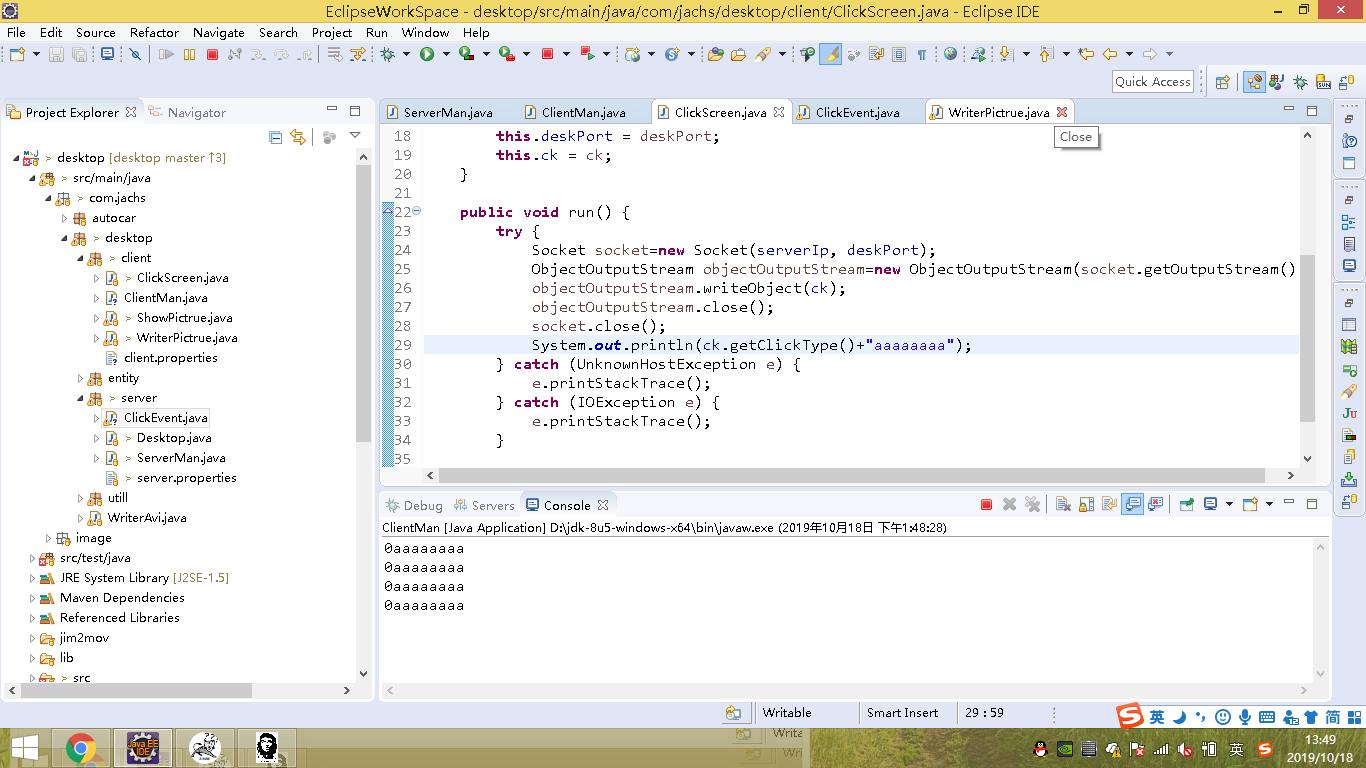 EclipseWorkSpace - desktop/src/main/java/com/jachs/desktop/client/ClickScreen.java - Eclipse IDE
File Edit Source Refactor Navigate Search Project Run Window Help
Quick Access
Project Explorer Navigator
> desktop [desktop master ↑3]
> src/main/java
> com.jachs
autocar
> desktop
> client
> ClickScreen.java
ClientMan.java
> ShowPictrue.java
> WriterPictrue.java
client.properties
entity
> server
ClickEvent.java
> Desktop.java
> ServerMan.java
> server.properties
utill
WriterAvi.java
image
src/test/java
JRE System Library [J2SE-1.5]
Maven Dependencies
Referenced Libraries
jim2mov
lib
> src
ServerMan.java ClientMan.java ClickScreen.java ClickEvent.java WriterPictrue.java
Close
18 this.deskPort = deskPort;
19 this.ck = ck;
20 }
21
22 public void run() {
23 try {
24 Socket socket=new Socket(serverIp, deskPort);
25 ObjectOutputStream objectOutputStream=new ObjectOutputStream(socket.getOutputStream()
26 objectOutputStream.writeObject(ck);
27 objectOutputStream.close();
28 socket.close();
29 System.out.println(ck.getClickType()+"aaaaaaaa");
30 } catch (UnknownHostException e) {
31 e.printStackTrace();
32 } catch (IOException e) {
33 e.printStackTrace();
34 }
35
Debug Servers Console
ClientMan [Java Application] D:\jdk-8u5-windows-x64\bin\javaw.exe (2019年10月18日 下午1:48:28)
0aaaaaaaa
0aaaaaaaa
0aaaaaaaa
0aaaaaaaa
Writable Smart Insert 29 : 59
英 简
Java EE
IDE
英
13:49
2019/10/18